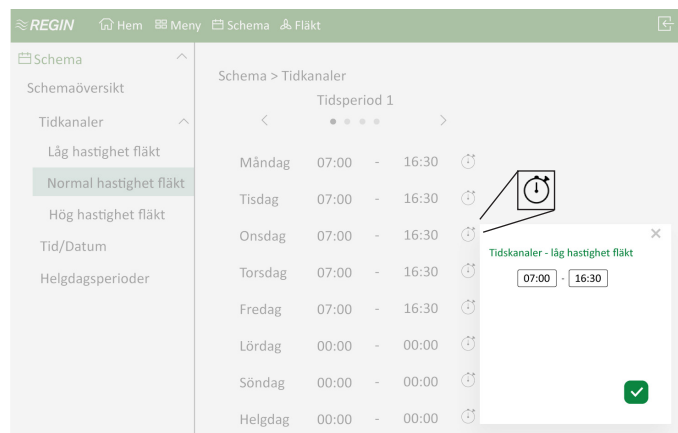 REGIN Hem Meny Schema Fläkt
Schema
Schemaöversikt
Tidkanaler
Låg hastighet fläkt
Normal hastighet fläkt
Hög hastighet fläkt
Tid/Datum
Helgdagsperioder
Schema > Tidkanaler
Tidsperiod 1
< >
Måndag 07:00 - 16:30
Tisdag 07:00 - 16:30
Onsdag 07:00 - 16:30
Torsdag 07:00 - 16:30
Fredag 07:00 - 16:30
Lördag 00:00 - 00:00
Söndag 00:00 - 00:00
Helgdag 00:00 - 00:00
Tidskanaler - låg hastighet fläkt
07:00 - 16:30